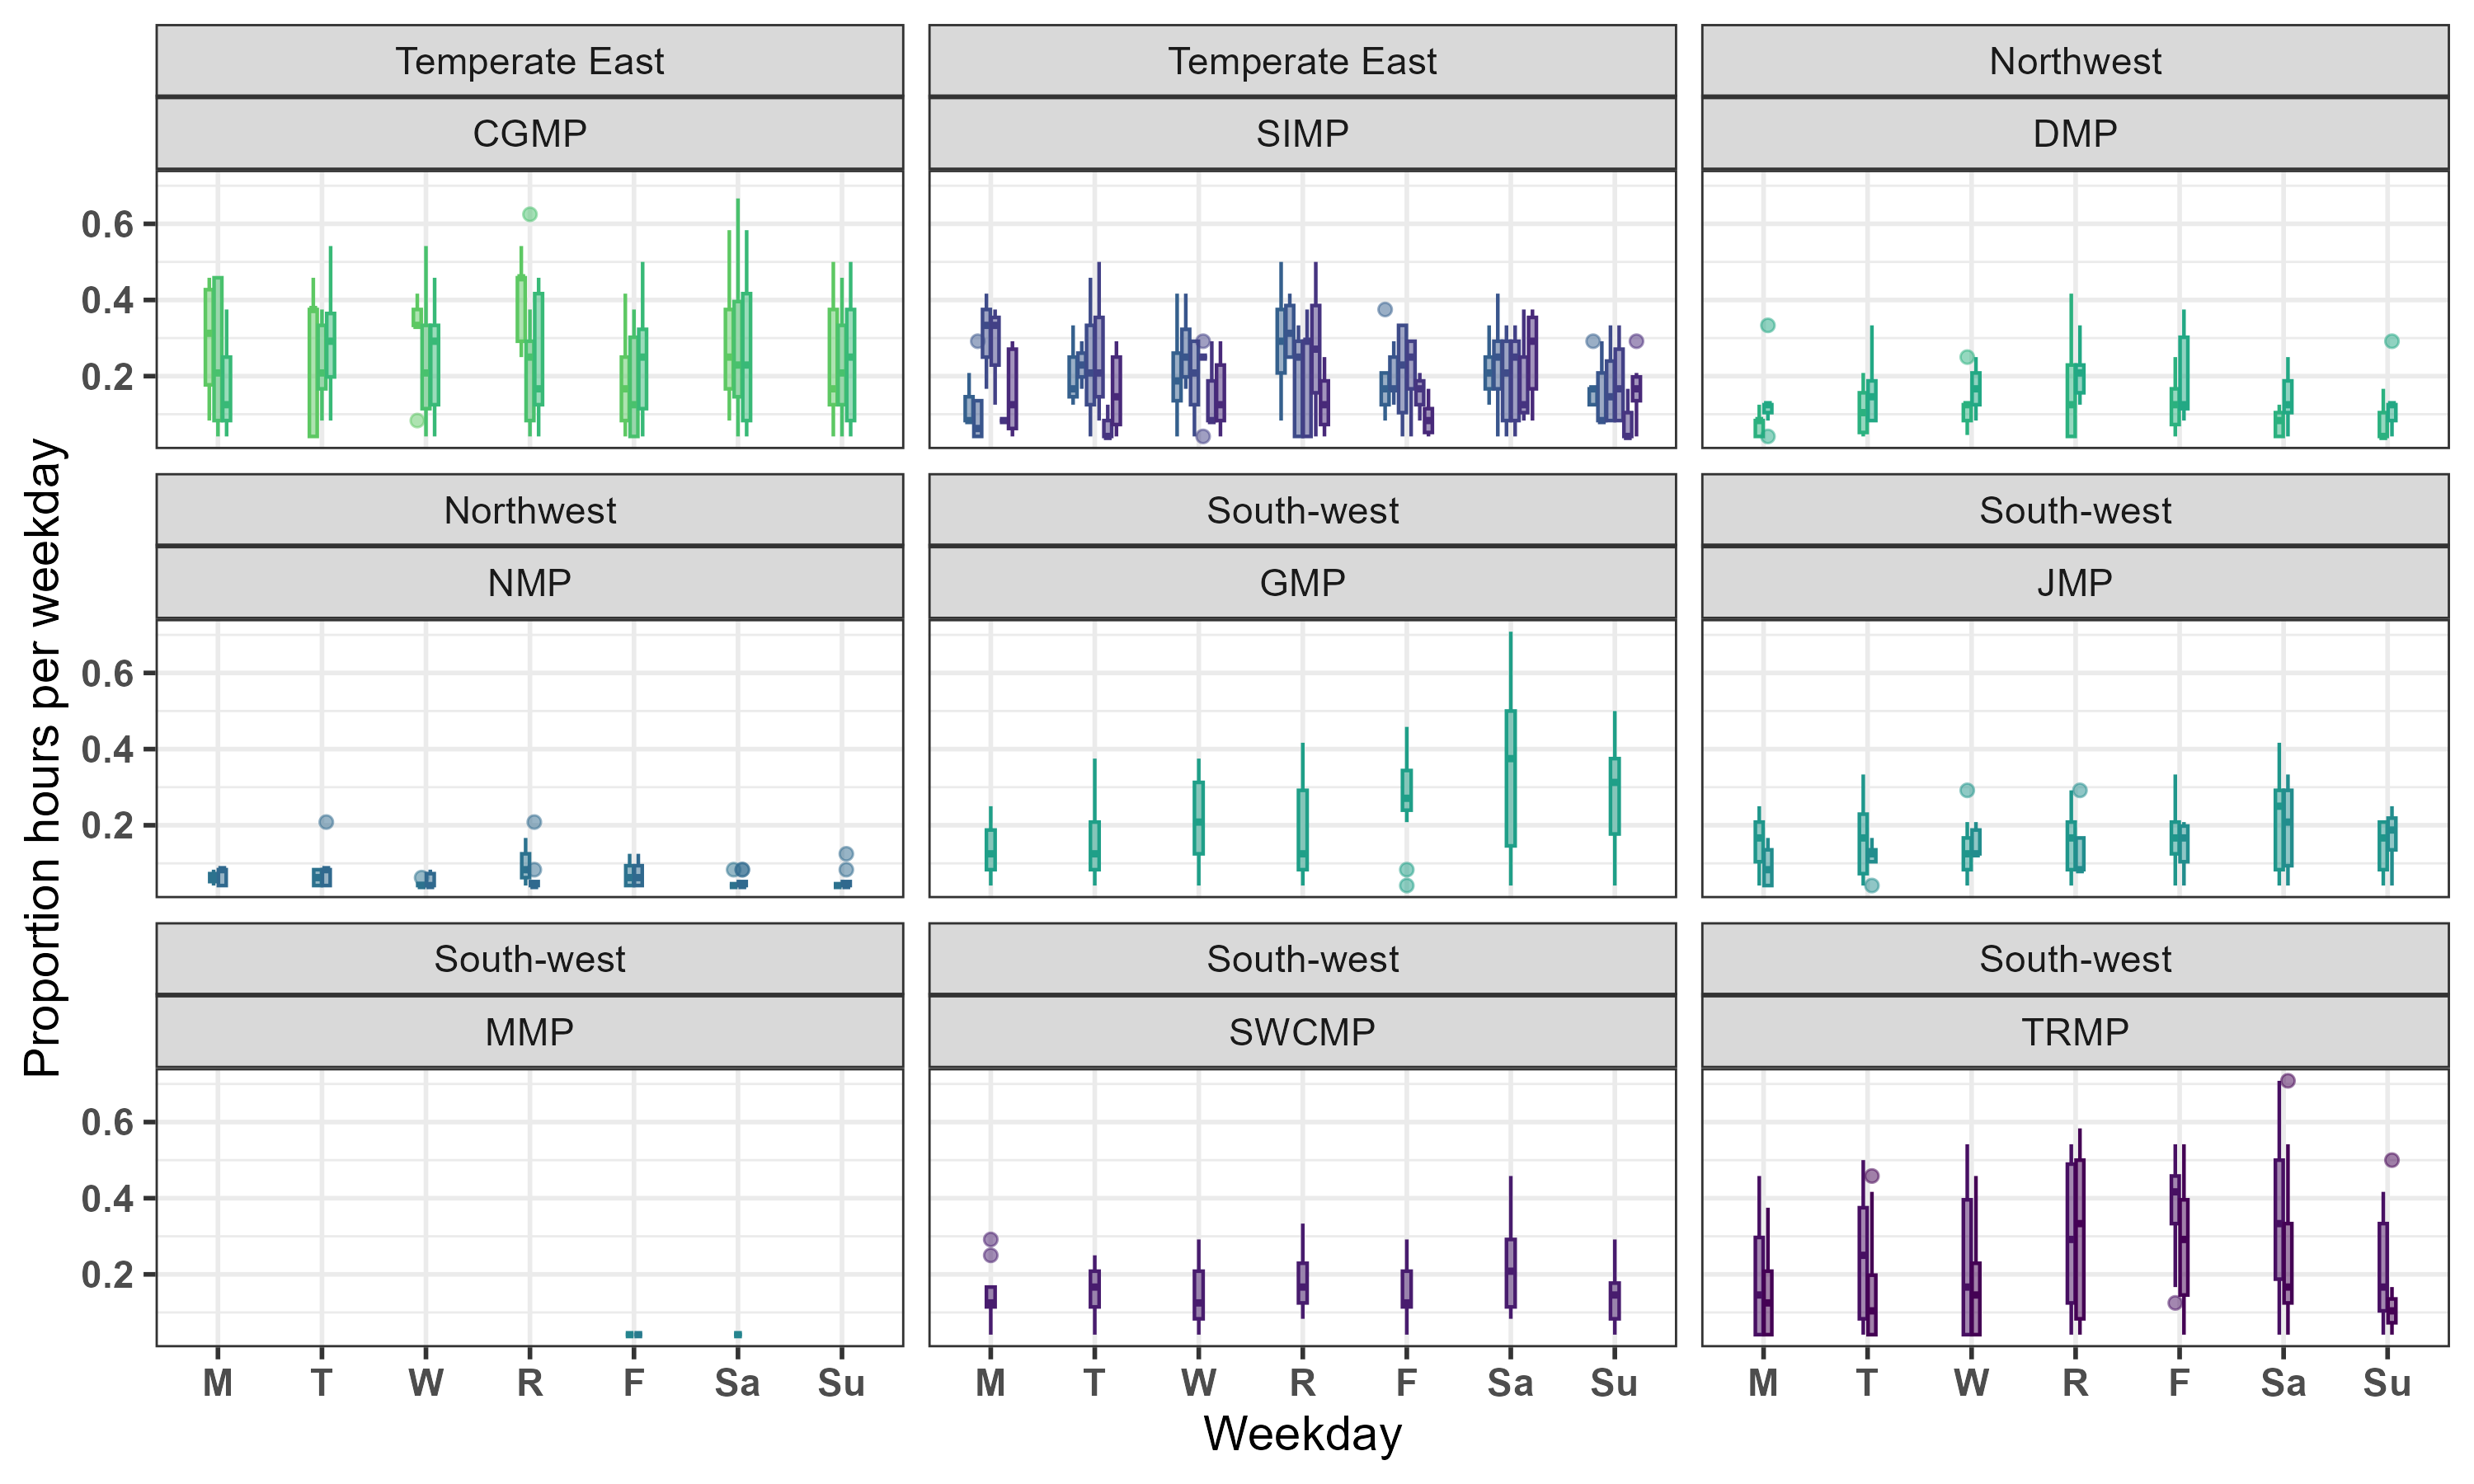 Temperate East
Temperate East
Northwest
CGMP
SIMP
DMP
0.6
0.4
0.2
Northwest
South-west
South-west
NMP
GMP
JMP
0.6
0.4
0.2
South-west
South-west
South-west
MMP
SWCMP
TRMP
0.6
0.4
0.2
M T W R F Sa Su
M T W R F Sa Su
M T W R F Sa Su
Weekday
Proportion hours per weekday